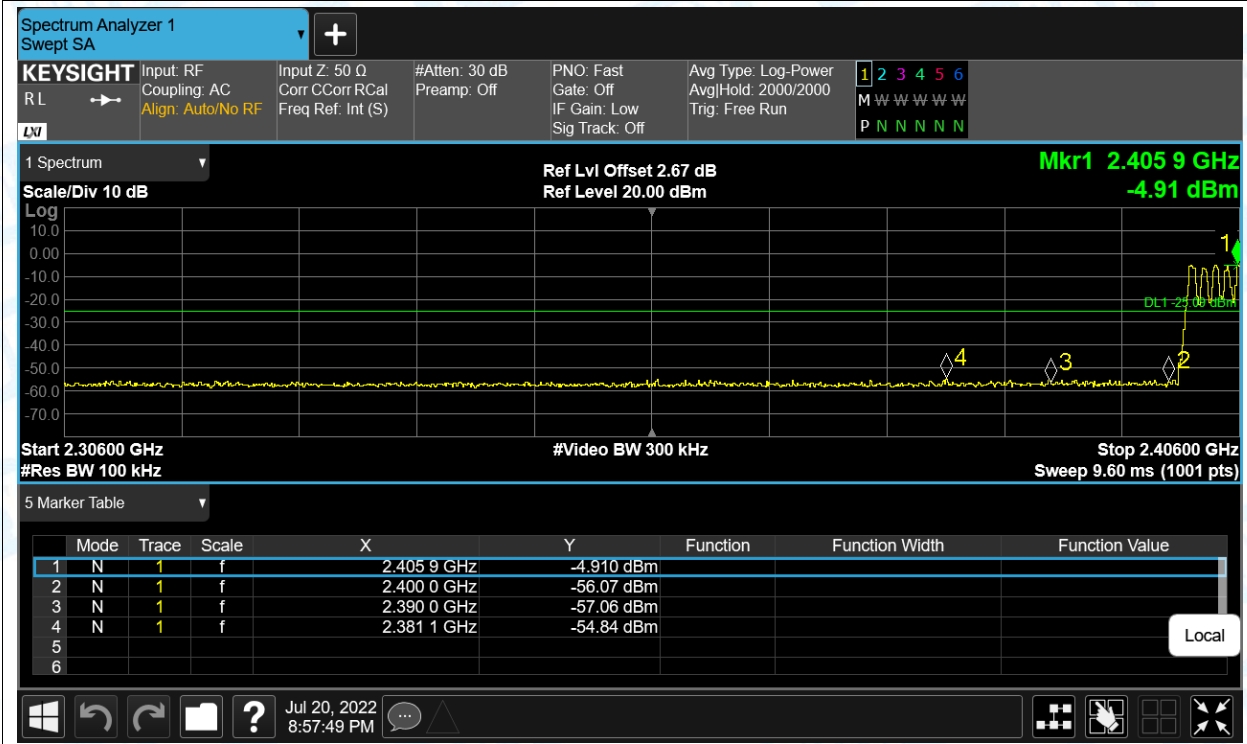 Spectrum Analyzer 1
Swept SA
KEYSIGHT
R L
LXI
Input: RF
Coupling: AC
Align: Auto/No RF
Input Z: 50 Ω
Corr CCorr RCal
Freq Ref: Int (S)
#Atten: 30 dB
Preamp: Off
PNO: Fast
Gate: Off
IF Gain: Low
Sig Track: Off
Avg Type: Log-Power
Avg|Hold: 2000/2000
Trig: Free Run
1 2 3 4 5 6
M W W W W W
P N N N N N
1 Spectrum
Scale/Div 10 dB
Ref Lvl Offset 2.67 dB
Ref Level 20.00 dBm
Mkr1 2.405 9 GHz
-4.91 dBm
Log
10.0
0.00
-10.0
-20.0
-30.0
-40.0
-50.0
-60.0
-70.0
1
DL1 -25.00 dBm
4
3
2
Start 2.30600 GHz
#Video BW 300 kHz
Stop 2.40600 GHz
#Res BW 100 kHz
Sweep 9.60 ms (1001 pts)
5 Marker Table
Mode Trace Scale X Y Function Function Width Function Value
1 N 1 f 2.405 9 GHz -4.910 dBm
2 N 1 f 2.400 0 GHz -56.07 dBm
3 N 1 f 2.390 0 GHz -57.06 dBm
4 N 1 f 2.381 1 GHz -54.84 dBm
5
6
Local
?
Jul 20, 2022
8:57:49 PM